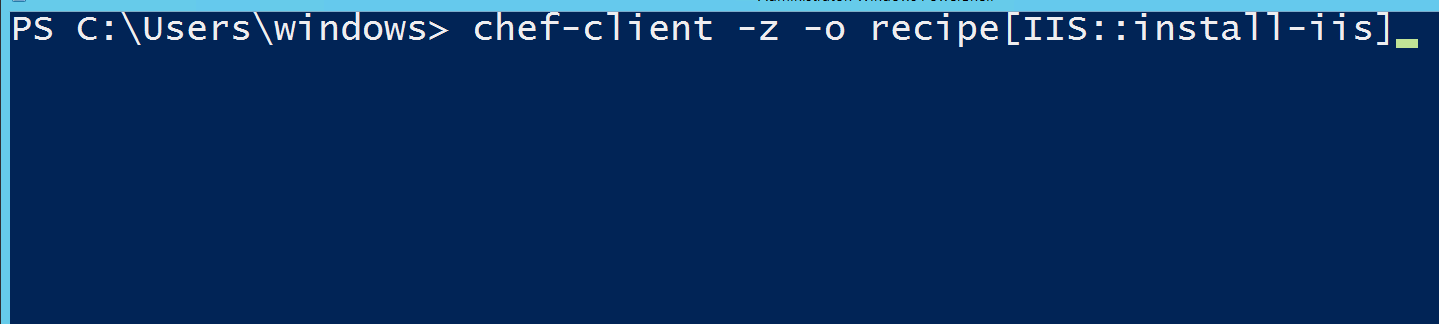 PS C:\Users\windows> chef-client -z -o recipe[IIS::install-iis]